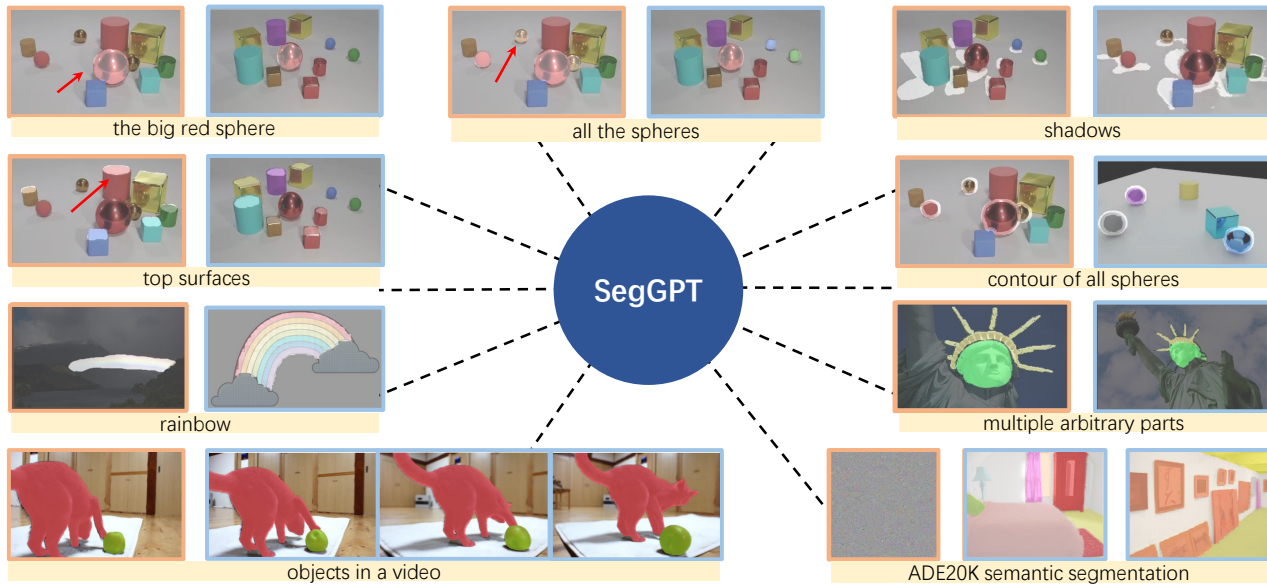 the big red sphere
all the spheres
shadows
top surfaces
SegGPT
contour of all spheres
rainbow
multiple arbitrary parts
objects in a video
ADE20K semantic segmentation